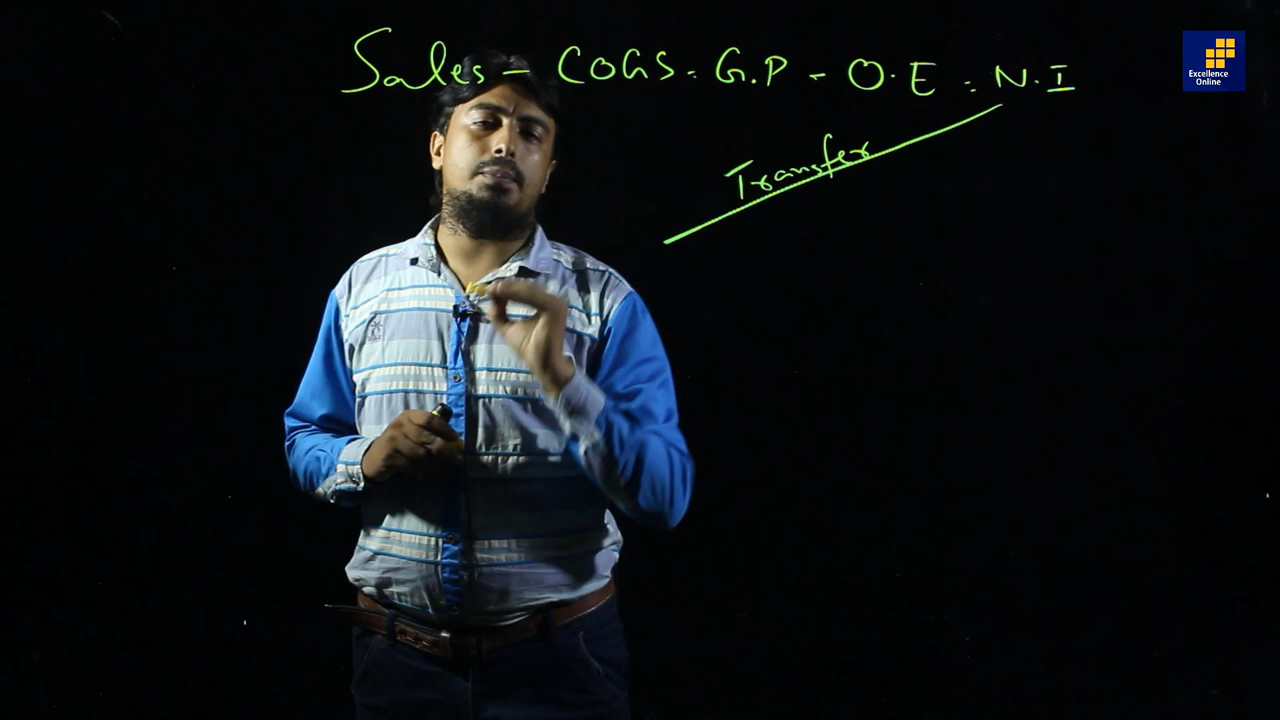 Sales - COGS = G.P - O.E = N.I
Transfer
Excellence
Online